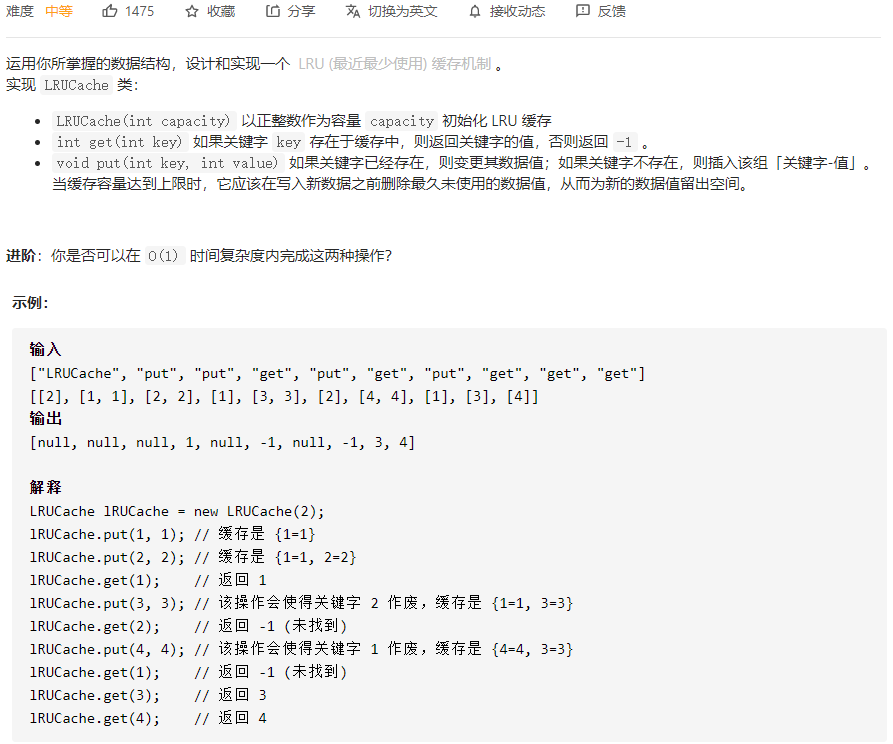 难度 中等 1475 收藏 分享 切换为英文 接收动态 反馈
运用你所掌握的数据结构，设计和实现一个 LRU (最近最少使用) 缓存机制 。
实现 LRUCache 类：
• LRUCache(int capacity) 以正整数作为容量 capacity 初始化 LRU 缓存
• int get(int key) 如果关键字 key 存在于缓存中，则返回关键字的值，否则返回 -1 。
• void put(int key, int value) 如果关键字已经存在，则变更其数据值；如果关键字不存在，则插入该组「关键字-值」。
当缓存容量达到上限时，它应该在写入新数据之前删除最久未使用的数据值，从而为新的数据值留出空间。
进阶：你是否可以在 O(1) 时间复杂度内完成这两种操作？
示例：
输入
["LRUCache", "put", "put", "get", "put", "get", "put", "get", "get", "get"]
[[2], [1, 1], [2, 2], [1], [3, 3], [2], [4, 4], [1], [3], [4]]
输出
[null, null, null, 1, null, -1, null, -1, 3, 4]
解释
LRUCache lRUCache = new LRUCache(2);
lRUCache.put(1, 1); // 缓存是 {1=1}
lRUCache.put(2, 2); // 缓存是 {1=1, 2=2}
lRUCache.get(1);    // 返回 1
lRUCache.put(3, 3); // 该操作会使得关键字 2 作废，缓存是 {1=1, 3=3}
lRUCache.get(2);    // 返回 -1 (未找到)
lRUCache.put(4, 4); // 该操作会使得关键字 1 作废，缓存是 {4=4, 3=3}
lRUCache.get(1);    // 返回 -1 (未找到)
lRUCache.get(3);    // 返回 3
lRUCache.get(4);    // 返回 4